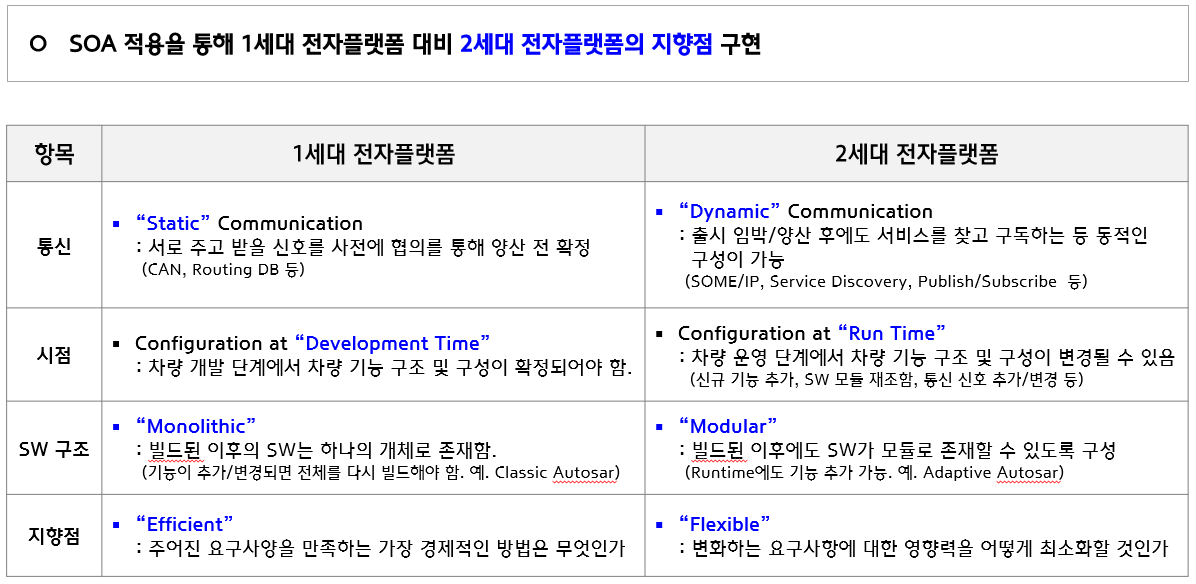 O SOA 적용을 통해 1세대 전자플랫폼 대비 2세대 전자플랫폼의 지향점 구현
항목
1세대 전자플랫폼
2세대 전자플랫폼
통신
▪ “Static” Communication
: 서로 주고 받을 신호를 사전에 협의를 통해 양산 전 확정
(CAN, Routing DB 등)
▪ “Dynamic” Communication
: 출시 임박/양산 후에도 서비스를 찾고 구독하는 등 동적인
구성이 가능
(SOME/IP, Service Discovery, Publish/Subscribe 등)
시점
▪ Configuration at “Development Time”
: 차량 개발 단계에서 차량 기능 구조 및 구성이 확정되어야 함.
▪ Configuration at “Run Time”
: 차량 운영 단계에서 차량 기능 구조 및 구성이 변경될 수 있음
(신규 기능 추가, SW 모듈 재조합, 통신 신호 추가/변경 등)
SW 구조
▪ “Monolithic”
: 빌드된 이후의 SW는 하나의 개체로 존재함.
(기능이 추가/변경되면 전체를 다시 빌드해야 함. 예. Classic Autosar)
▪ “Modular”
: 빌드된 이후에도 SW가 모듈로 존재할 수 있도록 구성
(Runtime에도 기능 추가 가능. 예. Adaptive Autosar)
지향점
▪ “Efficient”
: 주어진 요구사양을 만족하는 가장 경제적인 방법은 무엇인가
▪ “Flexible”
: 변화하는 요구사항에 대한 영향력을 어떻게 최소화할 것인가